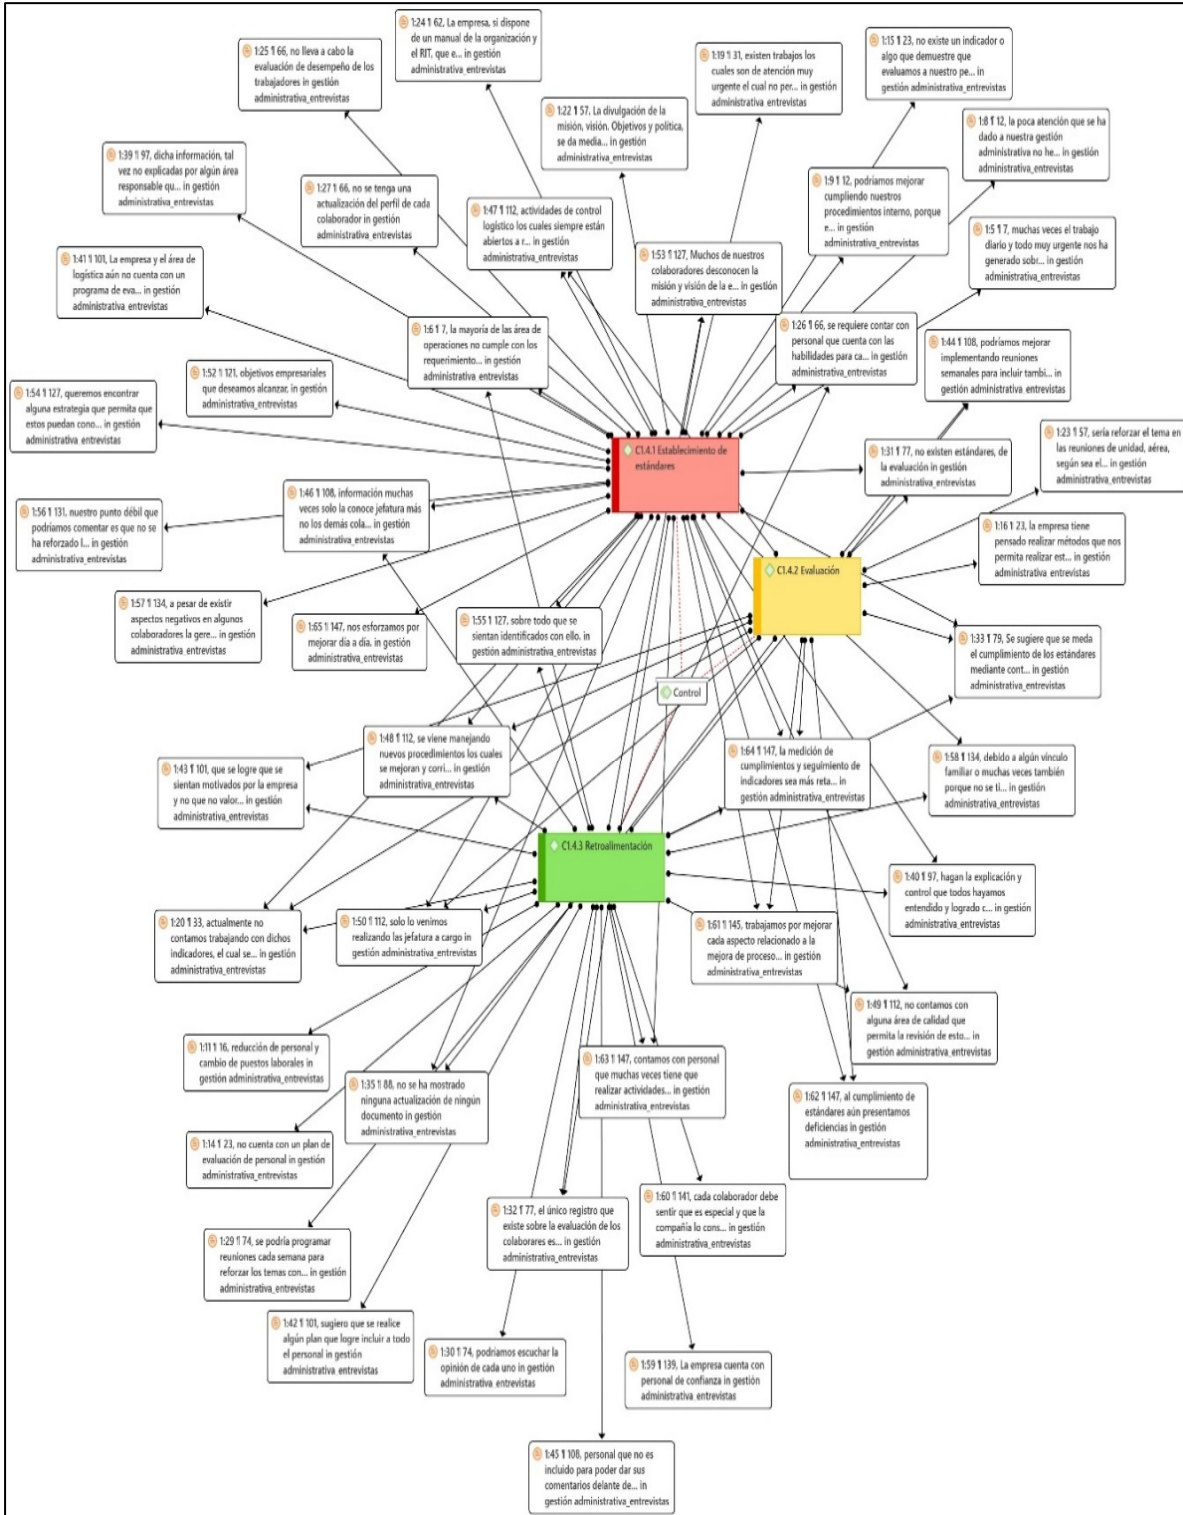 1:24 ¶ 62, La empresa, si dispone
de un manual de la organización y
el RIT, que e... in gestión
administrativa_entrevistas
1:25 ¶ 66, no lleva a cabo la
evaluación de desempeño de los
trabajadores in gestión
administrativa_entrevistas
1:19 ¶ 31, existen trabajos los
cuales son de atención muy
urgente el cual no per... in gestión
administrativa_entrevistas
1:15 ¶ 23, no existe un indicador o
algo que demuestre que
evaluamos a nuestro pe... in
gestión administrativa_entrevistas
1:22 ¶ 57, La divulgación de la
misión, visión. Objetivos y política,
se da media... in gestión
administrativa_entrevistas
1:8 ¶ 12, la poca atención que se ha
dado a nuestra gestión
administrativa no he... in gestión
administrativa_entrevistas
1:39 ¶ 97, dicha información, tal
vez no explicadas por algún área
responsable qu... in gestión
administrativa_entrevistas
1:27 ¶ 66, no se tenga una
actualización del perfil de cada
colaborador in gestión
administrativa_entrevistas
1:47 ¶ 112, actividades de control
logístico los cuales siempre están
abiertos a r... in gestión
administrativa_entrevistas
1:9 ¶ 12, podríamos mejorar
cumpliendo nuestros
procedimientos interno, porque
e... in gestión
administrativa_entrevistas
1:5 ¶ 7, muchas veces el trabajo
diario y todo muy urgente nos ha
generado sobr... in gestión
administrativa_entrevistas
1:53 ¶ 127, Muchos de nuestros
colaboradores desconocen la
misión y visión de la e... in gestión
administrativa_entrevistas
1:41 ¶ 101, La empresa y el área de
logística aún no cuenta con un
programa de eva... in gestión
administrativa_entrevistas
1:6 ¶ 7, la mayoría de las área de
operaciones no cumple con los
requerimiento... in gestión
administrativa_entrevistas
1:26 ¶ 66, se requiere contar con
personal que cuenta con las
habilidades para ca... in gestión
administrativa_entrevistas
1:44 ¶ 108, podríamos mejorar
implementando reuniones
semanales para incluir tambi... in
gestión administrativa_entrevistas
1:52 ¶ 121, objetivos empresariales
que deseamos alcanzar, in gestión
administrativa_entrevistas
1:54 ¶ 127, queremos encontrar
alguna estrategia que permita que
estos puedan cono... in gestión
administrativa_entrevistas
C1.4.1 Establecimiento de
estándares
1:31 ¶ 77, no existen estándares, de
la evaluación in gestión
administrativa_entrevistas
1:23 ¶ 57, sería reforzar el tema en
las reuniones de unidad, aérea,
según sea el... in gestión
administrativa_entrevistas
1:46 ¶ 108, información muchas
veces solo la conoce jefatura más
no los demás cola... in gestión
administrativa_entrevistas
1:56 ¶ 131, nuestro punto débil que
podríamos comentar es que no se
ha reforzado l... in gestión
administrativa_entrevistas
1:16 ¶ 23, la empresa tiene
pensado realizar métodos que nos
permita realizar est... in gestión
administrativa_entrevistas
C1.4.2 Evaluación
1:57 ¶ 134, a pesar de existir
aspectos negativos en algunos
colaboradores la gere... in gestión
administrativa_entrevistas
1:65 ¶ 147, nos esforzamos por
mejorar día a día. in gestión
administrativa_entrevistas
1:55 ¶ 127, sobre todo que se
sientan identificados con ello. in
gestión administrativa_entrevistas
1:33 ¶ 79, Se sugiere que se meda
el cumplimiento de los estándares
mediante cont... in gestión
administrativa_entrevistas
Control
1:48 ¶ 112, se viene manejando
nuevos procedimientos los cuales
se mejoran y corri... in gestión
administrativa_entrevistas
1:64 ¶ 147, la medición de
cumplimientos y seguimiento de
indicadores sea más reta... in
gestión administrativa_entrevistas
1:58 ¶ 134, debido a algún vínculo
familiar o muchas veces también
porque no se ti... in gestión
administrativa_entrevistas
1:43 ¶ 101, que se logre que se
sientan motivados por la empresa
y no que no valor... in gestión
administrativa_entrevistas
C1.4.3 Retroalimentación
1:40 ¶ 97, hagan la explicación y
control que todos hayamos
entendido y logrado c... in gestión
administrativa_entrevistas
1:20 ¶ 33, actualmente no
contamos trabajando con dichos
indicadores, el cual se... in gestión
administrativa_entrevistas
1:50 ¶ 112, solo lo venimos
realizando las jefatura a cargo in
gestión administrativa_entrevistas
1:61 ¶ 145, trabajamos por mejorar
cada aspecto relacionado a la
mejora de proceso... in gestión
administrativa_entrevistas
1:49 ¶ 112, no contamos con
alguna área de calidad que
permita la revisión de esto... in
gestión administrativa_entrevistas
1:11 ¶ 16, reducción de personal y
cambio de puestos laborales in
gestión administrativa_entrevistas
1:63 ¶ 147, contamos con personal
que muchas veces tiene que
realizar actividades... in gestión
administrativa_entrevistas
1:35 ¶ 88, no se ha mostrado
ninguna actualización de ningún
documento in gestión
administrativa_entrevistas
1:62 ¶ 147, al cumplimiento de
estándares aún presentamos
deficiencias in gestión
administrativa_entrevistas
1:14 ¶ 23, no cuenta con un plan de
evaluación de personal in gestión
administrativa_entrevistas
1:60 ¶ 141, cada colaborador debe
sentir que es especial y que la
compañía lo cons... in gestión
administrativa_entrevistas
1:32 ¶ 77, el único registro que
existe sobre la evaluación de los
colaborares es... in gestión
administrativa_entrevistas
1:29 ¶ 74, se podría programar
reuniones cada semana para
reforzar los temas con... in gestión
administrativa_entrevistas
1:42 ¶ 101, sugiero que se realice
algún plan que logre incluir a todo
el personal in gestión
administrativa_entrevistas
1:30 ¶ 74, podríamos escuchar la
opinión de cada uno in gestión
administrativa_entrevistas
1:59 ¶ 139, La empresa cuenta con
personal de confianza in gestión
administrativa_entrevistas
1:45 ¶ 108, personal que no es
incluido para poder dar sus
comentarios delante de... in
gestión administrativa_entrevistas